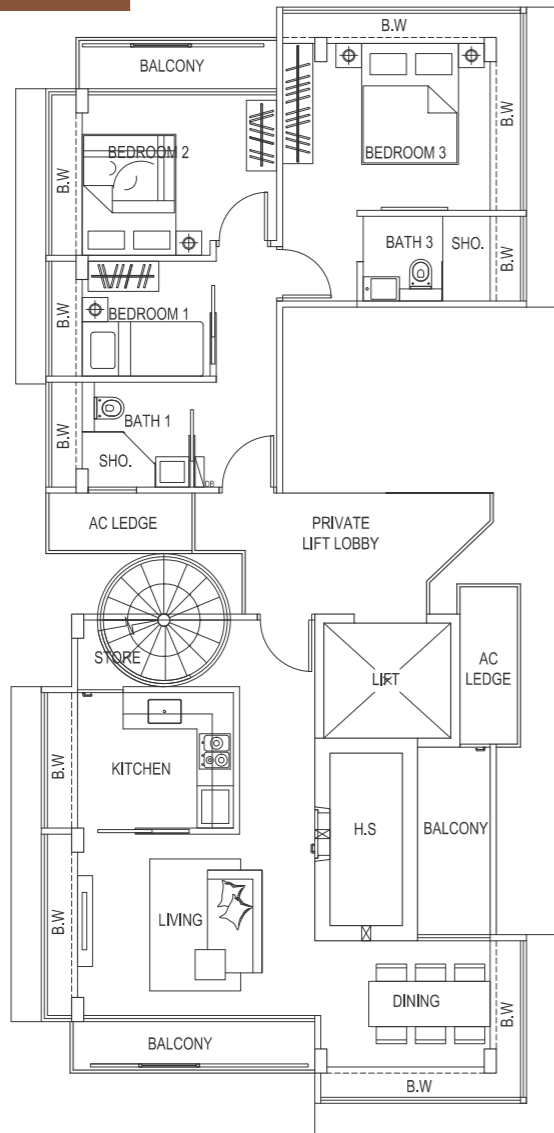 B.W
BALCONY
BEDROOM 2
BEDROOM 3
B.W
B.W
BATH 3
SHO.
B.W
BEDROOM 1
B.W
BATH 1
B.W
SHO.
DB
AC LEDGE
PRIVATE
LIFT LOBBY
STORE
LIFT
AC
LEDGE
KITCHEN
B.W
H.S
BALCONY
B.W
LIVING
DINING
B.W
BALCONY
B.W